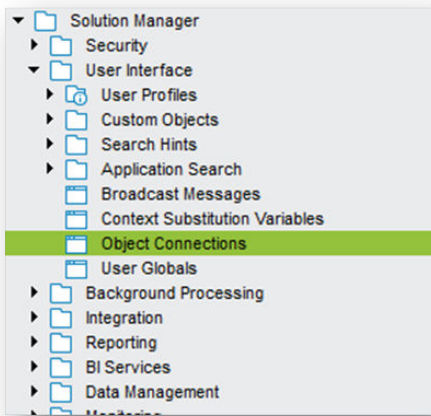 Solution Manager
Security
User Interface
User Profiles
Custom Objects
Search Hints
Application Search
Broadcast Messages
Context Substitution Variables
Object Connections
User Globals
Background Processing
Integration
Reporting
BI Services
Data Management